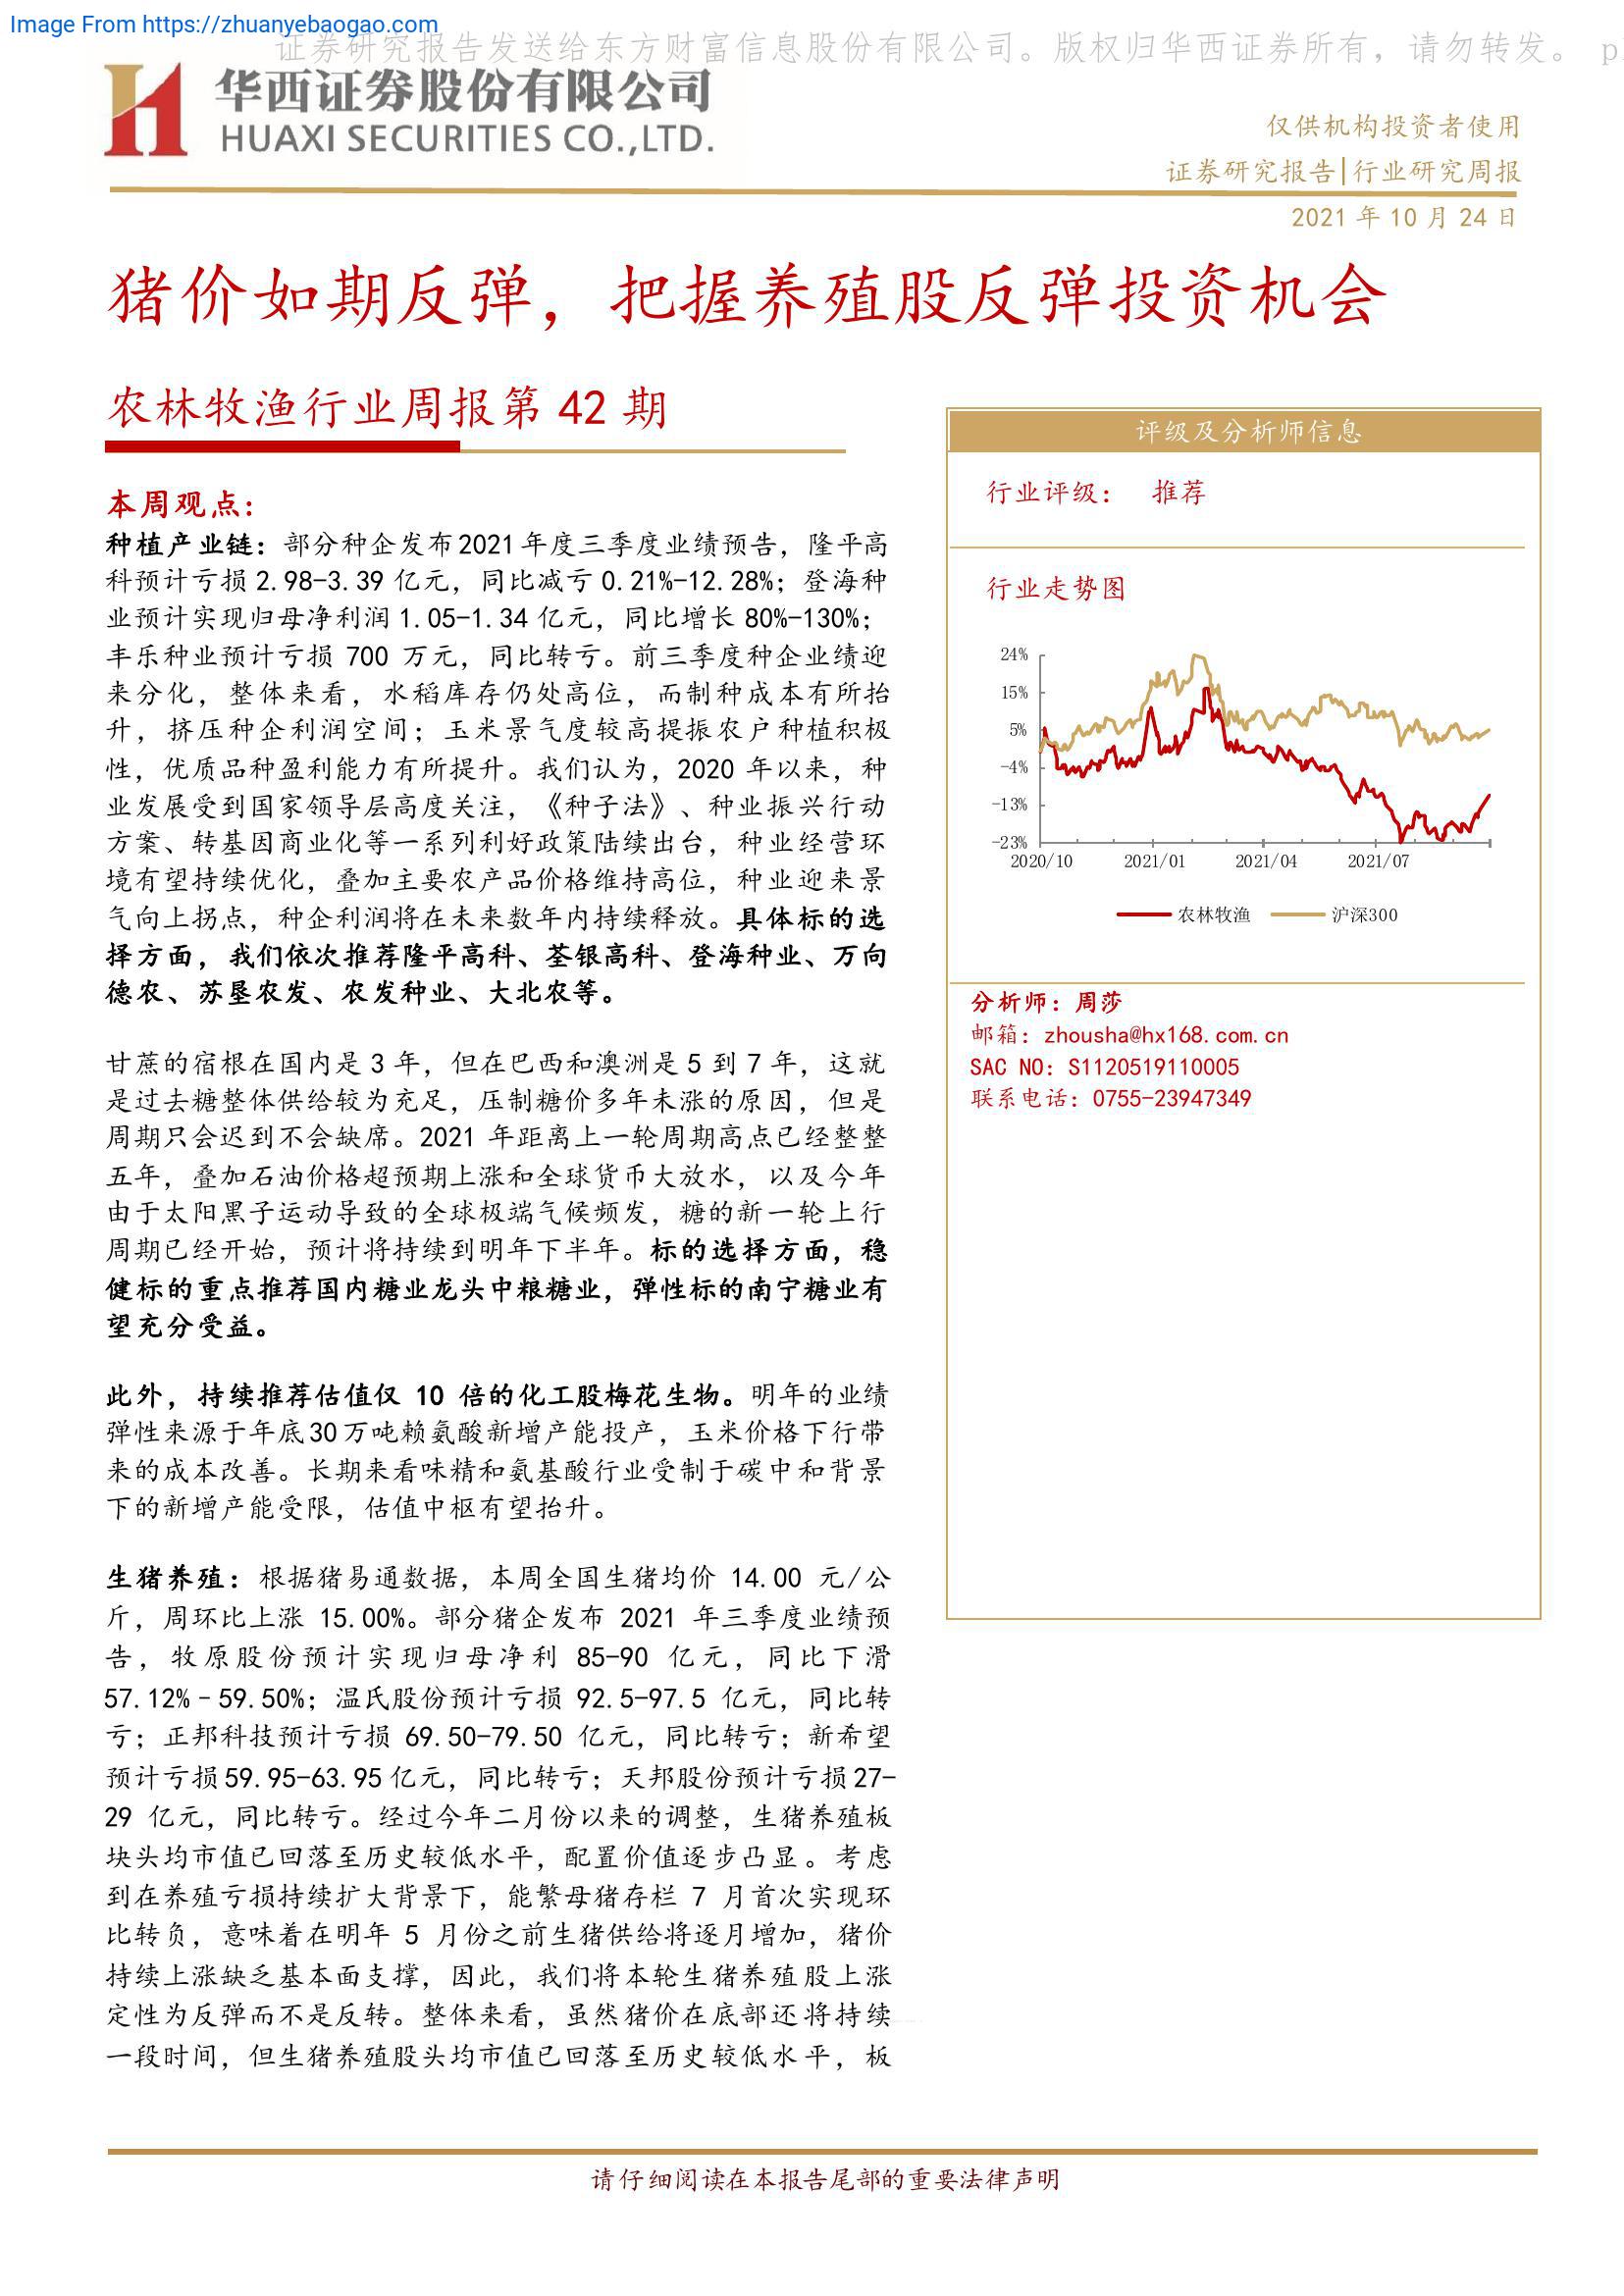 Image From https://zhuanyebaogao.com
证券研究报告发送给东方财富信息股份有限公司。版权归华西证券所有，请勿转发。 p
华西证券股份有限公司
HUAXI SECURITIES CO.,LTD.
仅供机构投资者使用
证券研究报告|行业研究周报
2021 年 10 月 24 日
猪价如期反弹，把握养殖股反弹投资机会
农林牧渔行业周报第 42 期
本周观点：
种植产业链：部分种企发布2021年度三季度业绩预告，隆平高
科预计亏损 2.98-3.39 亿元，同比减亏 0.21%-12.28%；登海种
业预计实现归母净利润 1.05-1.34 亿元，同比增长 80%-130%；
丰乐种业预计亏损 700 万元，同比转亏。前三季度种企业绩迎
来分化，整体来看，水稻库存仍处高位，而制种成本有所抬
升，挤压种企利润空间；玉米景气度较高提振农户种植积极
性，优质品种盈利能力有所提升。我们认为，2020 年以来，种
业发展受到国家领导层高度关注，《种子法》、种业振兴行动
方案、转基因商业化等一系列利好政策陆续出台，种业经营环
境有望持续优化，叠加主要农产品价格维持高位，种业迎来景
气向上拐点，种企利润将在未来数年内持续释放。具体标的选
择方面，我们依次推荐隆平高科、荃银高科、登海种业、万向
德农、苏垦农发、农发种业、大北农等。
甘蔗的宿根在国内是 3 年，但在巴西和澳洲是 5 到 7 年，这就
是过去糖整体供给较为充足，压制糖价多年未涨的原因，但是
周期只会迟到不会缺席。2021 年距离上一轮周期高点已经整整
五年，叠加石油价格超预期上涨和全球货币大放水，以及今年
由于太阳黑子运动导致的全球极端气候频发，糖的新一轮上行
周期已经开始，预计将持续到明年下半年。标的选择方面，稳
健标的重点推荐国内糖业龙头中粮糖业，弹性标的南宁糖业有
望充分受益。
此外，持续推荐估值仅 10 倍的化工股梅花生物。明年的业绩
弹性来源于年底30万吨赖氨酸新增产能投产，玉米价格下行带
来的成本改善。长期来看味精和氨基酸行业受制于碳中和背景
下的新增产能受限，估值中枢有望抬升。
生猪养殖：根据猪易通数据，本周全国生猪均价 14.00 元/公
斤，周环比上涨 15.00%。部分猪企发布 2021 年三季度业绩预
告，牧原股份预计实现归母净利 85-90 亿元，同比下滑
57.12%–59.50%；温氏股份预计亏损 92.5-97.5 亿元，同比转
亏；正邦科技预计亏损 69.50-79.50 亿元，同比转亏；新希望
预计亏损59.95-63.95亿元，同比转亏；天邦股份预计亏损27-
29 亿元，同比转亏。经过今年二月份以来的调整，生猪养殖板
块头均市值已回落至历史较低水平，配置价值逐步凸显。考虑
到在养殖亏损持续扩大背景下，能繁母猪存栏 7 月首次实现环
比转负，意味着在明年 5 月份之前生猪供给将逐月增加，猪价
持续上涨缺乏基本面支撑，因此，我们将本轮生猪养殖股上涨
定性为反弹而不是反转。整体来看，虽然猪价在底部还将持续
一段时间，但生猪养殖股头均市值已回落至历史较低水平，板
评级及分析师信息
行业评级： 推荐
行业走势图
24%
15%
5%
-4%
-13%
-23%
2020/10 2021/01 2021/04 2021/07
农林牧渔 沪深300
分析师：周莎
邮箱：zhousha@hx168.com.cn
SAC NO：S1120519110005
联系电话：0755-23947349
请仔细阅读在本报告尾部的重要法律声明